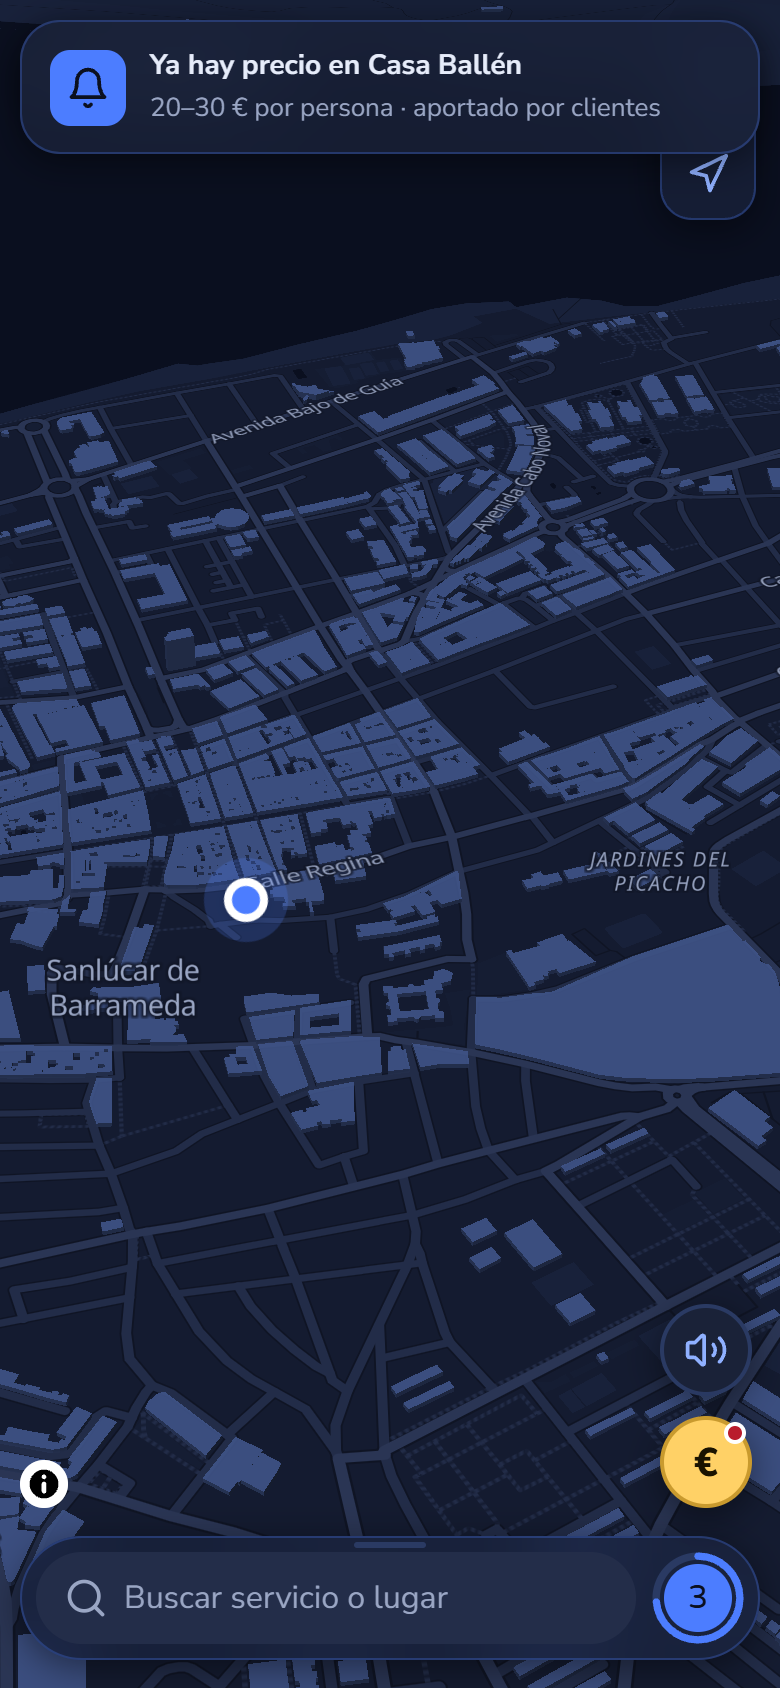 Ya hay precio en Casa Ballén
20–30 € por persona · aportado por clientes
Avenida Bajo de Guía
Avenida Cabo Noval
Calle Regina
JARDINES DEL
PICACHO
Sanlúcar de
Barrameda
€
Buscar servicio o lugar
3